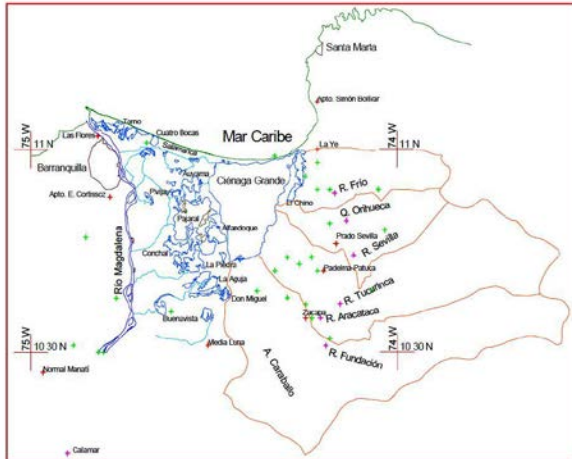 Santa Marta
Apto. Simón Bolívar
Tamo
Las Flores
Cuatro Bocas
Mar Caribe
75 W
11 N
Salamanca
La Ye
74 W
11 N
Barranquilla
Auyama
Ciénaga Grande
R. Frío
Apto. E. Cortissoz
Pivijay
El Chino
Q. Orihueca
Pajaral
Alfandoque
Prado Sevilla
R. Sevilla
Río Magdalena
Conchal
La Piedra
Padelma-Patuca
La Aguja
Don Miguel
R. Tucurinca
Buenavista
Zacapa
R. Aracataca
75 W
10 30 N
Media Luna
A. Caraballo
R. Fundación
74 W
10 30 N
Normal Manatí
Calamar